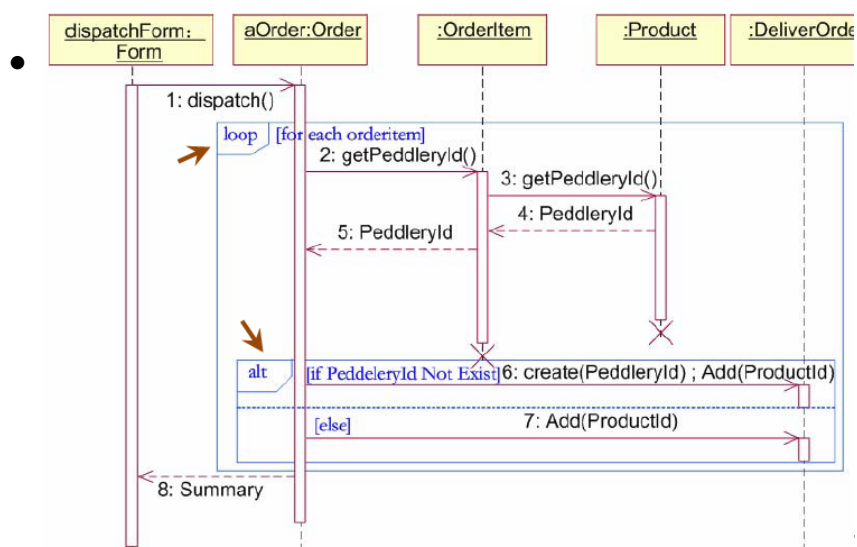 dispatchForm:
Form
aOrder:Order
:OrderItem
:Product
:DeliverOrde
1: dispatch()
loop
[for each orderitem]
2: getPeddleryId()
3: getPeddleryId()
4: PeddleryId
5: PeddleryId
alt
[if PeddeleryId Not Exist]
6: create(PeddleryId) ; Add(ProductId)
[else]
7: Add(ProductId)
8: Summary